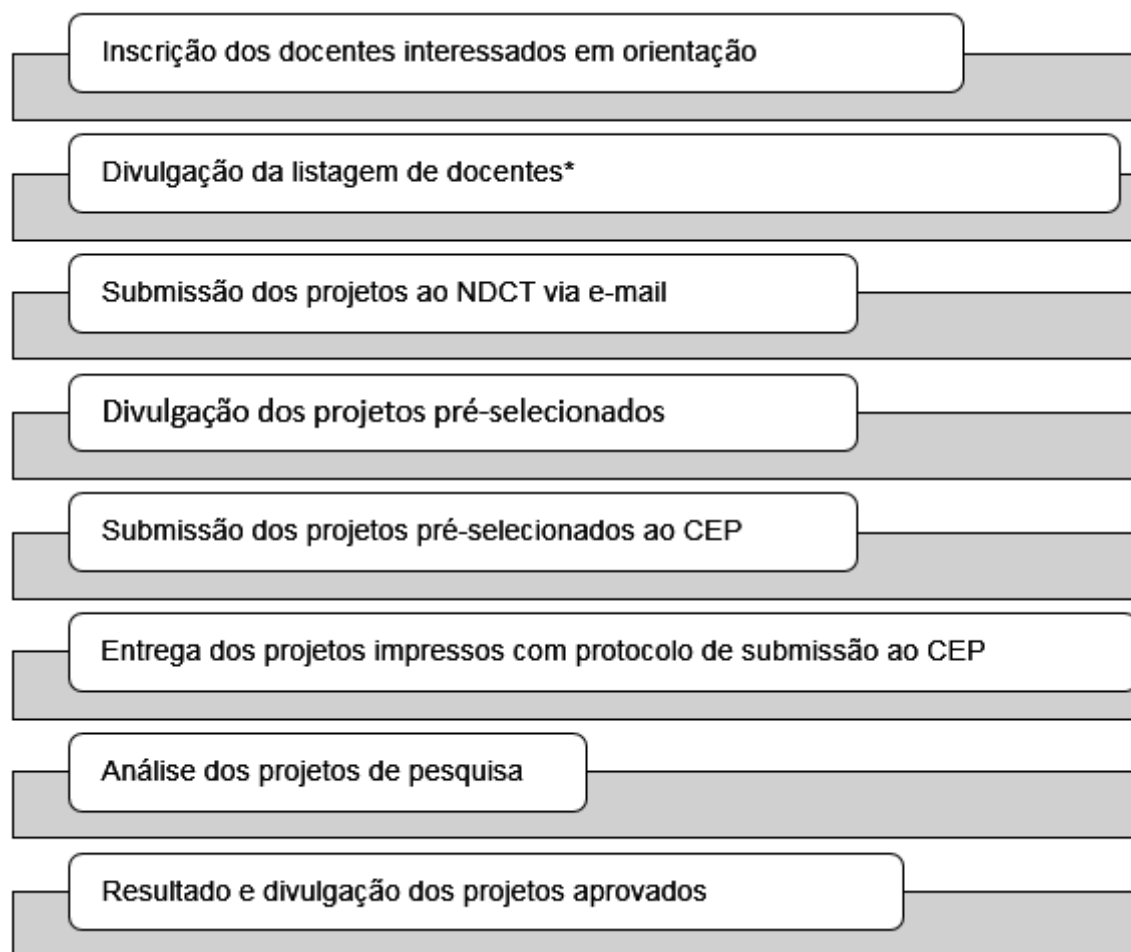 Inscrição dos docentes interessados em orientação
Divulgação da listagem de docentes*
Submissão dos projetos ao NDCT via e-mail
Divulgação dos projetos pré-selecionados
Submissão dos projetos pré-selecionados ao CEP
Entrega dos projetos impressos com protocolo de submissão ao CEP
Análise dos projetos de pesquisa
Resultado e divulgação dos projetos aprovados